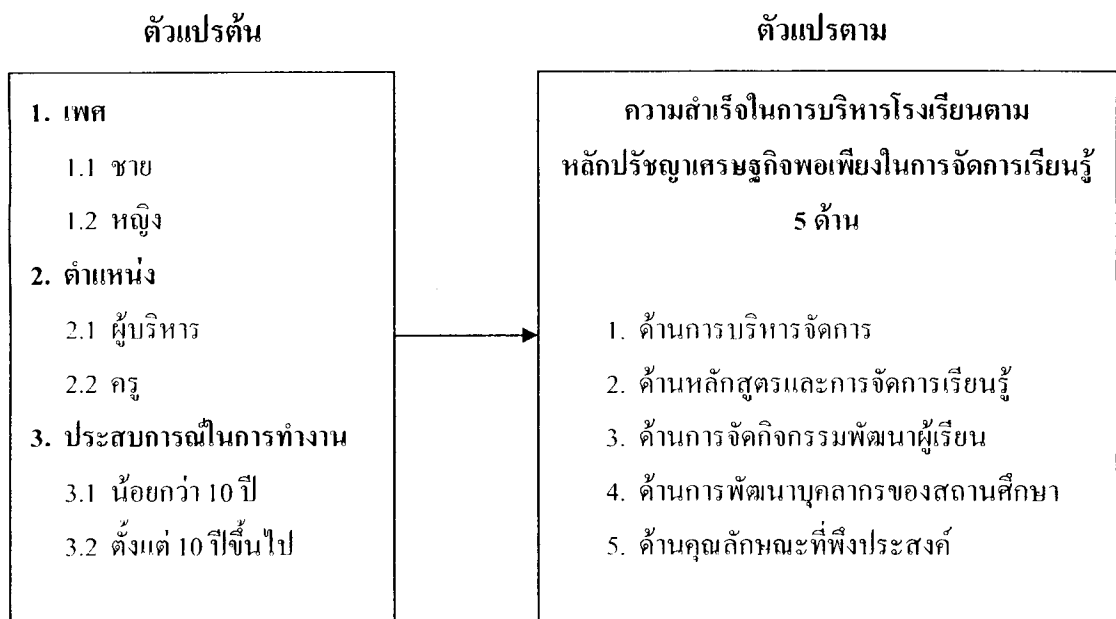 ตัวแปรต้น
1. เพศ
1.1 ชาย
1.2 หญิง
2. ตำแหน่ง
2.1 ผู้บริหาร
2.2 ครู
3. ประสบการณ์ในการทำงาน
3.1 น้อยกว่า 10 ปี
3.2 ตั้งแต่ 10 ปีขึ้นไป
ตัวแปรตาม
ความสำเร็จในการบริหารโรงเรียนตาม
หลักปรัชญาเศรษฐกิจพอเพียงในการจัดการเรียนรู้
5 ด้าน
1. ด้านการบริหารจัดการ
2. ด้านหลักสูตรและการจัดการเรียนรู้
3. ด้านการจัดกิจกรรมพัฒนาผู้เรียน
4. ด้านการพัฒนาบุคลากรของสถานศึกษา
5. ด้านคุณลักษณะที่พึงประสงค์